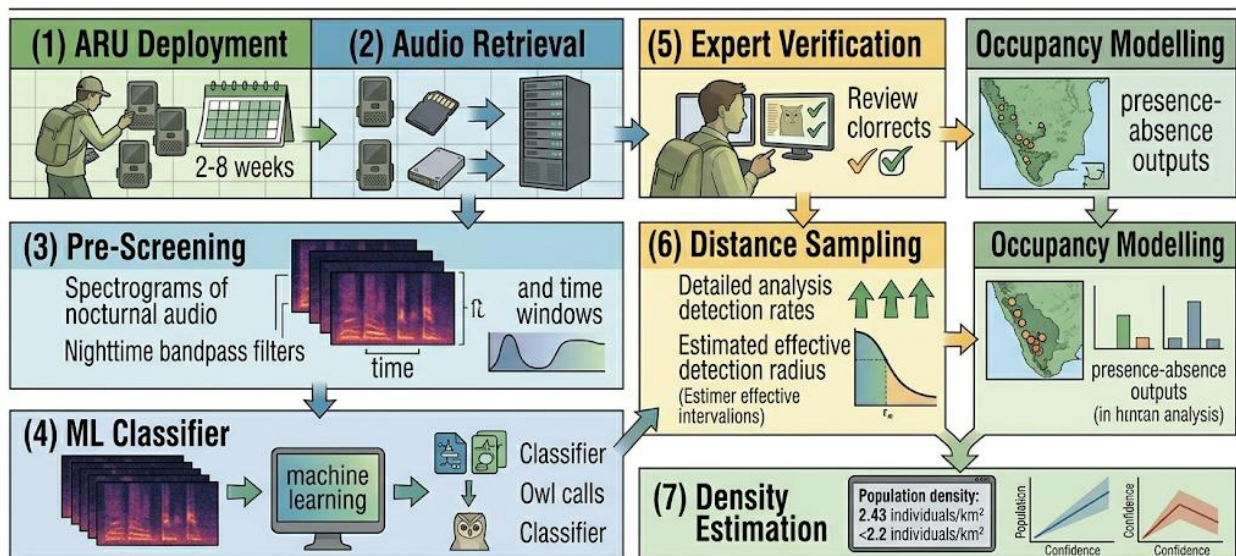 (1) ARU Deployment
2-8 weeks
(2) Audio Retrieval
(3) Pre-Screening
Spectrograms of
nocturnal audio
Nighttime bandpass filters
time
and time
windows
(4) ML Classifier
machine
learning
Classifier
Owl calls
Classifier
(5) Expert Verification
Review
clorrects
(6) Distance Sampling
Detailed analysis
detection rates
Estimated effective
detection radius
(Estimer effective
intervalions)
Occupancy Modelling
presence-
absence
outputs
Occupancy Modelling
presence-absence
outputs
(in hntcan analysis)
(7) Density
Estimation
Population density:
2.43 individuals/km²
<2.2 individuals/km²
Population
Confidence
Confidence
Confidence